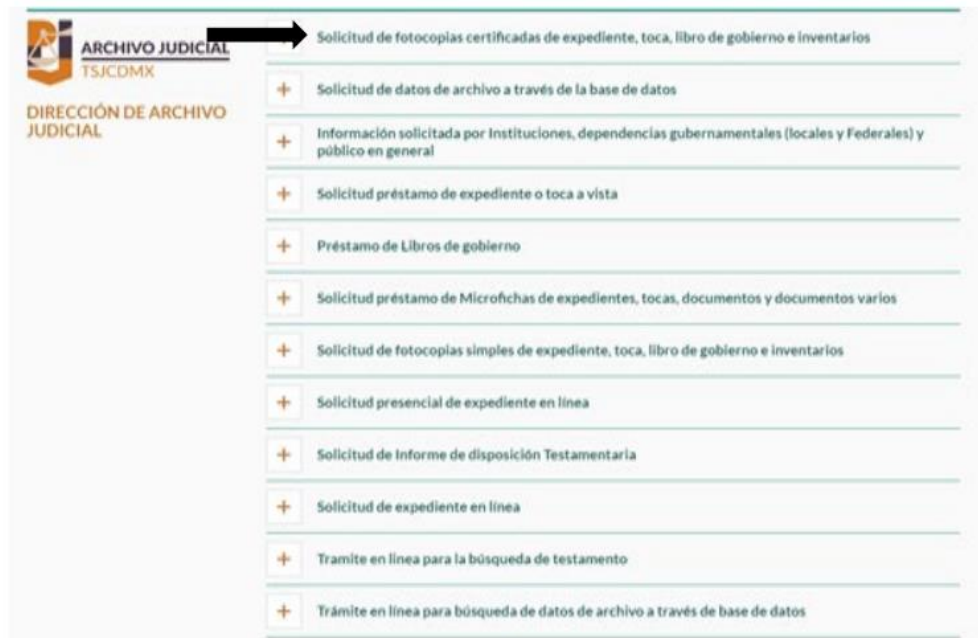 ARCHIVO JUDICIAL
TSJCDMX
DIRECCIÓN DE ARCHIVO
JUDICIAL
Solicitud de fotocopias certificadas de expediente, toca, libro de gobierno e inventarios
+ Solicitud de datos de archivo a través de la base de datos
+ Información solicitada por Instituciones, dependencias gubernamentales (locales y Federales) y
público en general
+ Solicitud préstamo de expediente o toca a vista
+ Préstamo de Libros de gobierno
+ Solicitud préstamo de Microfichas de expedientes, tocas, documentos y documentos varios
+ Solicitud de fotocopias simples de expediente, toca, libro de gobierno e inventarios
+ Solicitud presencial de expediente en línea
+ Solicitud de Informe de disposición Testamentaria
+ Solicitud de expediente en línea
+ Tramite en línea para la búsqueda de testamento
+ Trámite en línea para búsqueda de datos de archivo a través de base de datos